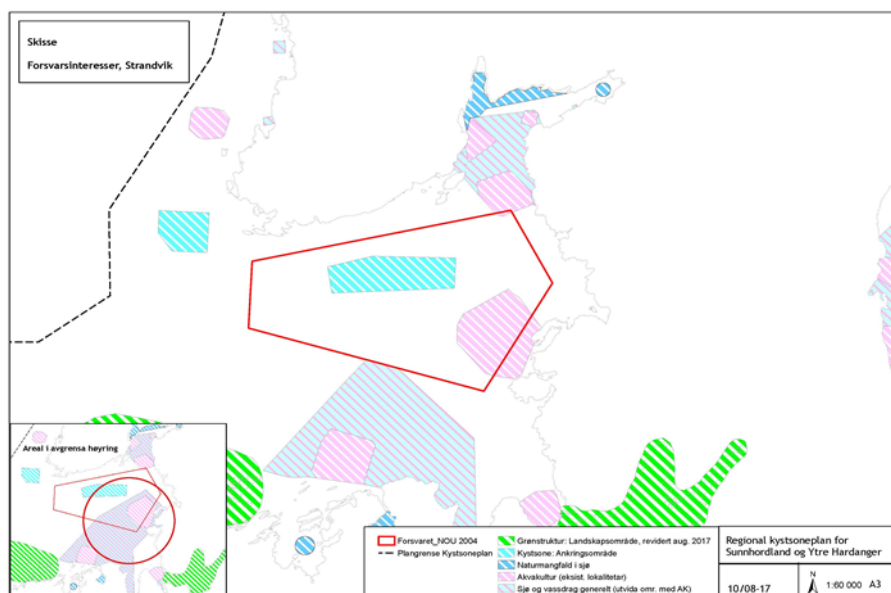 Skisse
Forsvarsinteresser, Strandvik
Areal i avgrensa høyring
Forsvaret_NOU 2004
Plangrense Kystsoneplan
Grønstruktur: Landskapsområde, revidert aug. 2017
Kystsone: Ankringsområde
Naturmangfald i sjø
Akvakultur (eksist. lokalitetar)
Sjø og vassdrag generelt (utvida omr. med AK)
Regional kystsoneplan for
Sunnhordland og Ytre Hardanger
10/08-17
N
1:60 000 A3